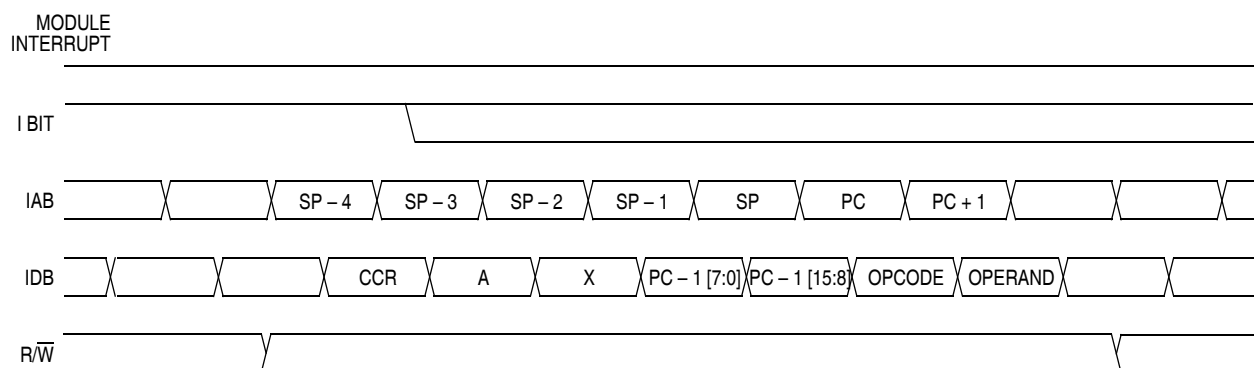 MODULE
INTERRUPT
I BIT
IAB SP – 4 SP – 3 SP – 2 SP – 1 SP PC PC + 1
IDB CCR A X PC – 1 [7:0] PC – 1 [15:8] OPCODE OPERAND
R/W̅